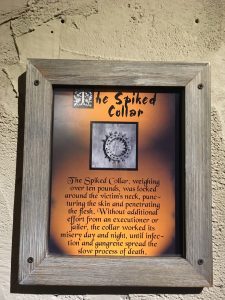 The Spiked
Collar
The Spiked Collar, weighing
over ten pounds, was locked
around the victim's neck, punc-
turing the skin and penetrating
the flesh. Without additional
effort from an executioner or
jailer, the collar worked its
misery day and night, until infec-
tion and gangrene spread the
slow process of death.